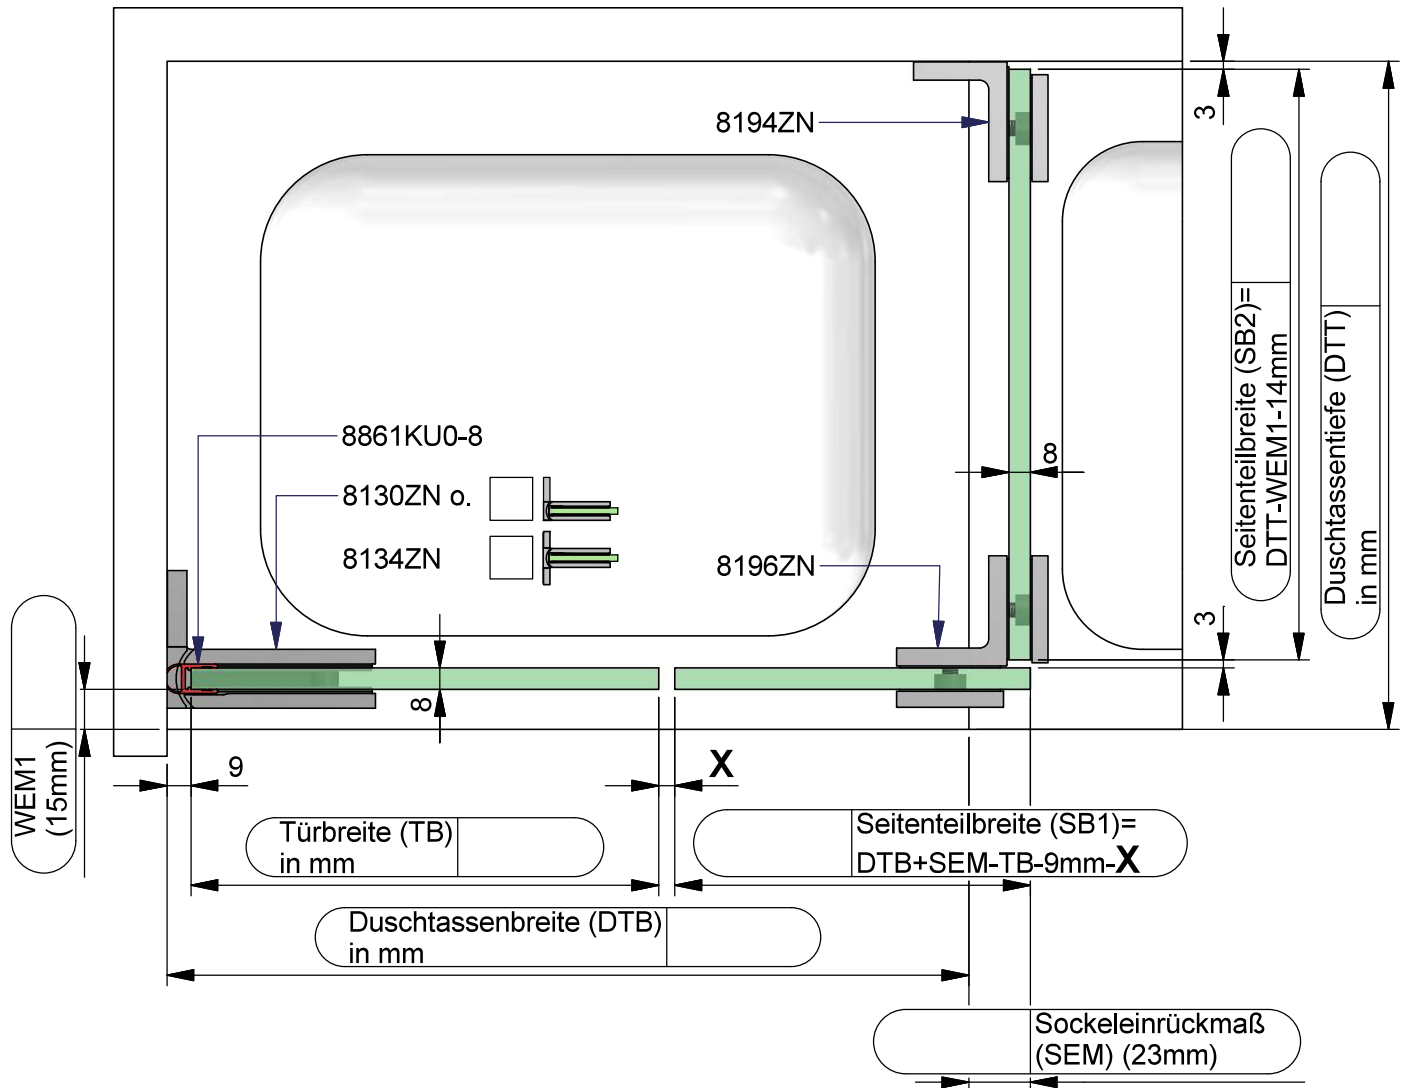 3
8194ZN
Seitenteilbreite (SB2)=
DTT-WEM1-14mm
Duschtassentiefe (DTT)
in mm
8861KU0-8
8
8130ZN o.
8134ZN
8196ZN
3
8
WEM1
(15mm)
9
X
Türbreite (TB)
in mm
Seitenteilbreite (SB1)=
DTB+SEM-TB-9mm-X
Duschtassenbreite (DTB)
in mm
Sockeleinrückmaß
(SEM) (23mm)